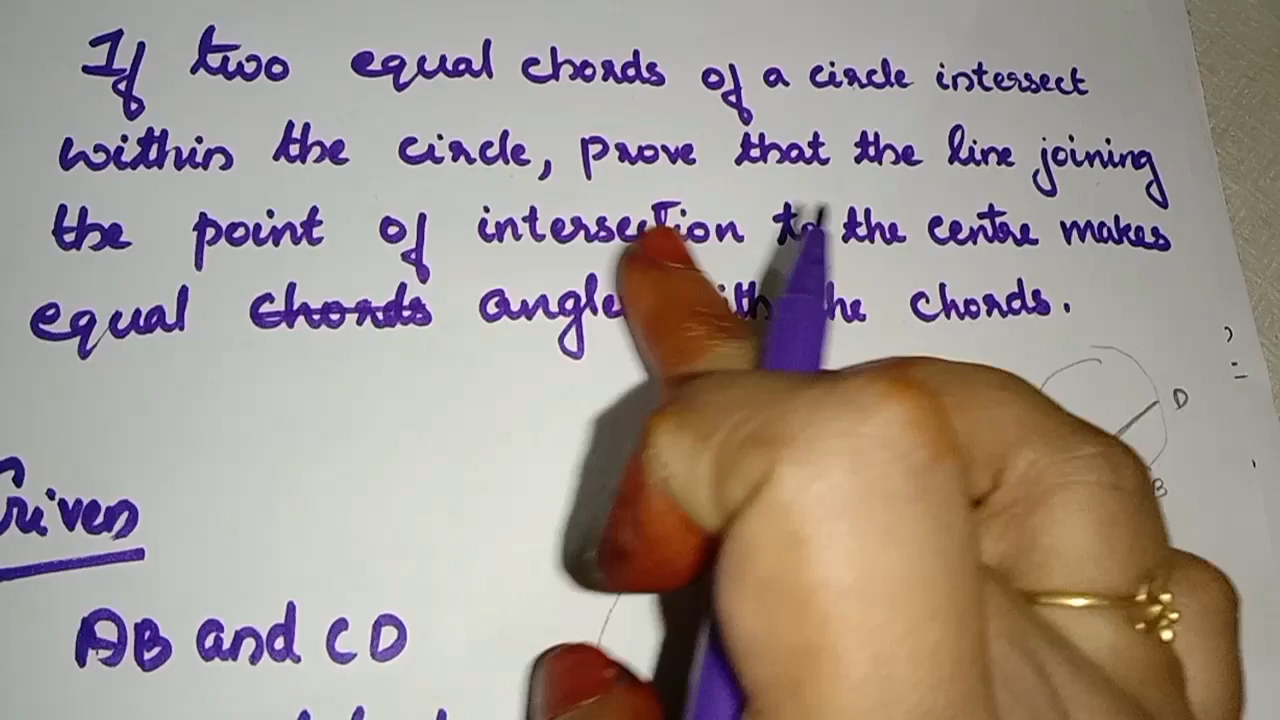 If two equal chords of a circle intersect
within the circle, prove that the line joining
the point of intersection to the centre makes
equal chords angle the chords.
D
B
Given
AB and CD